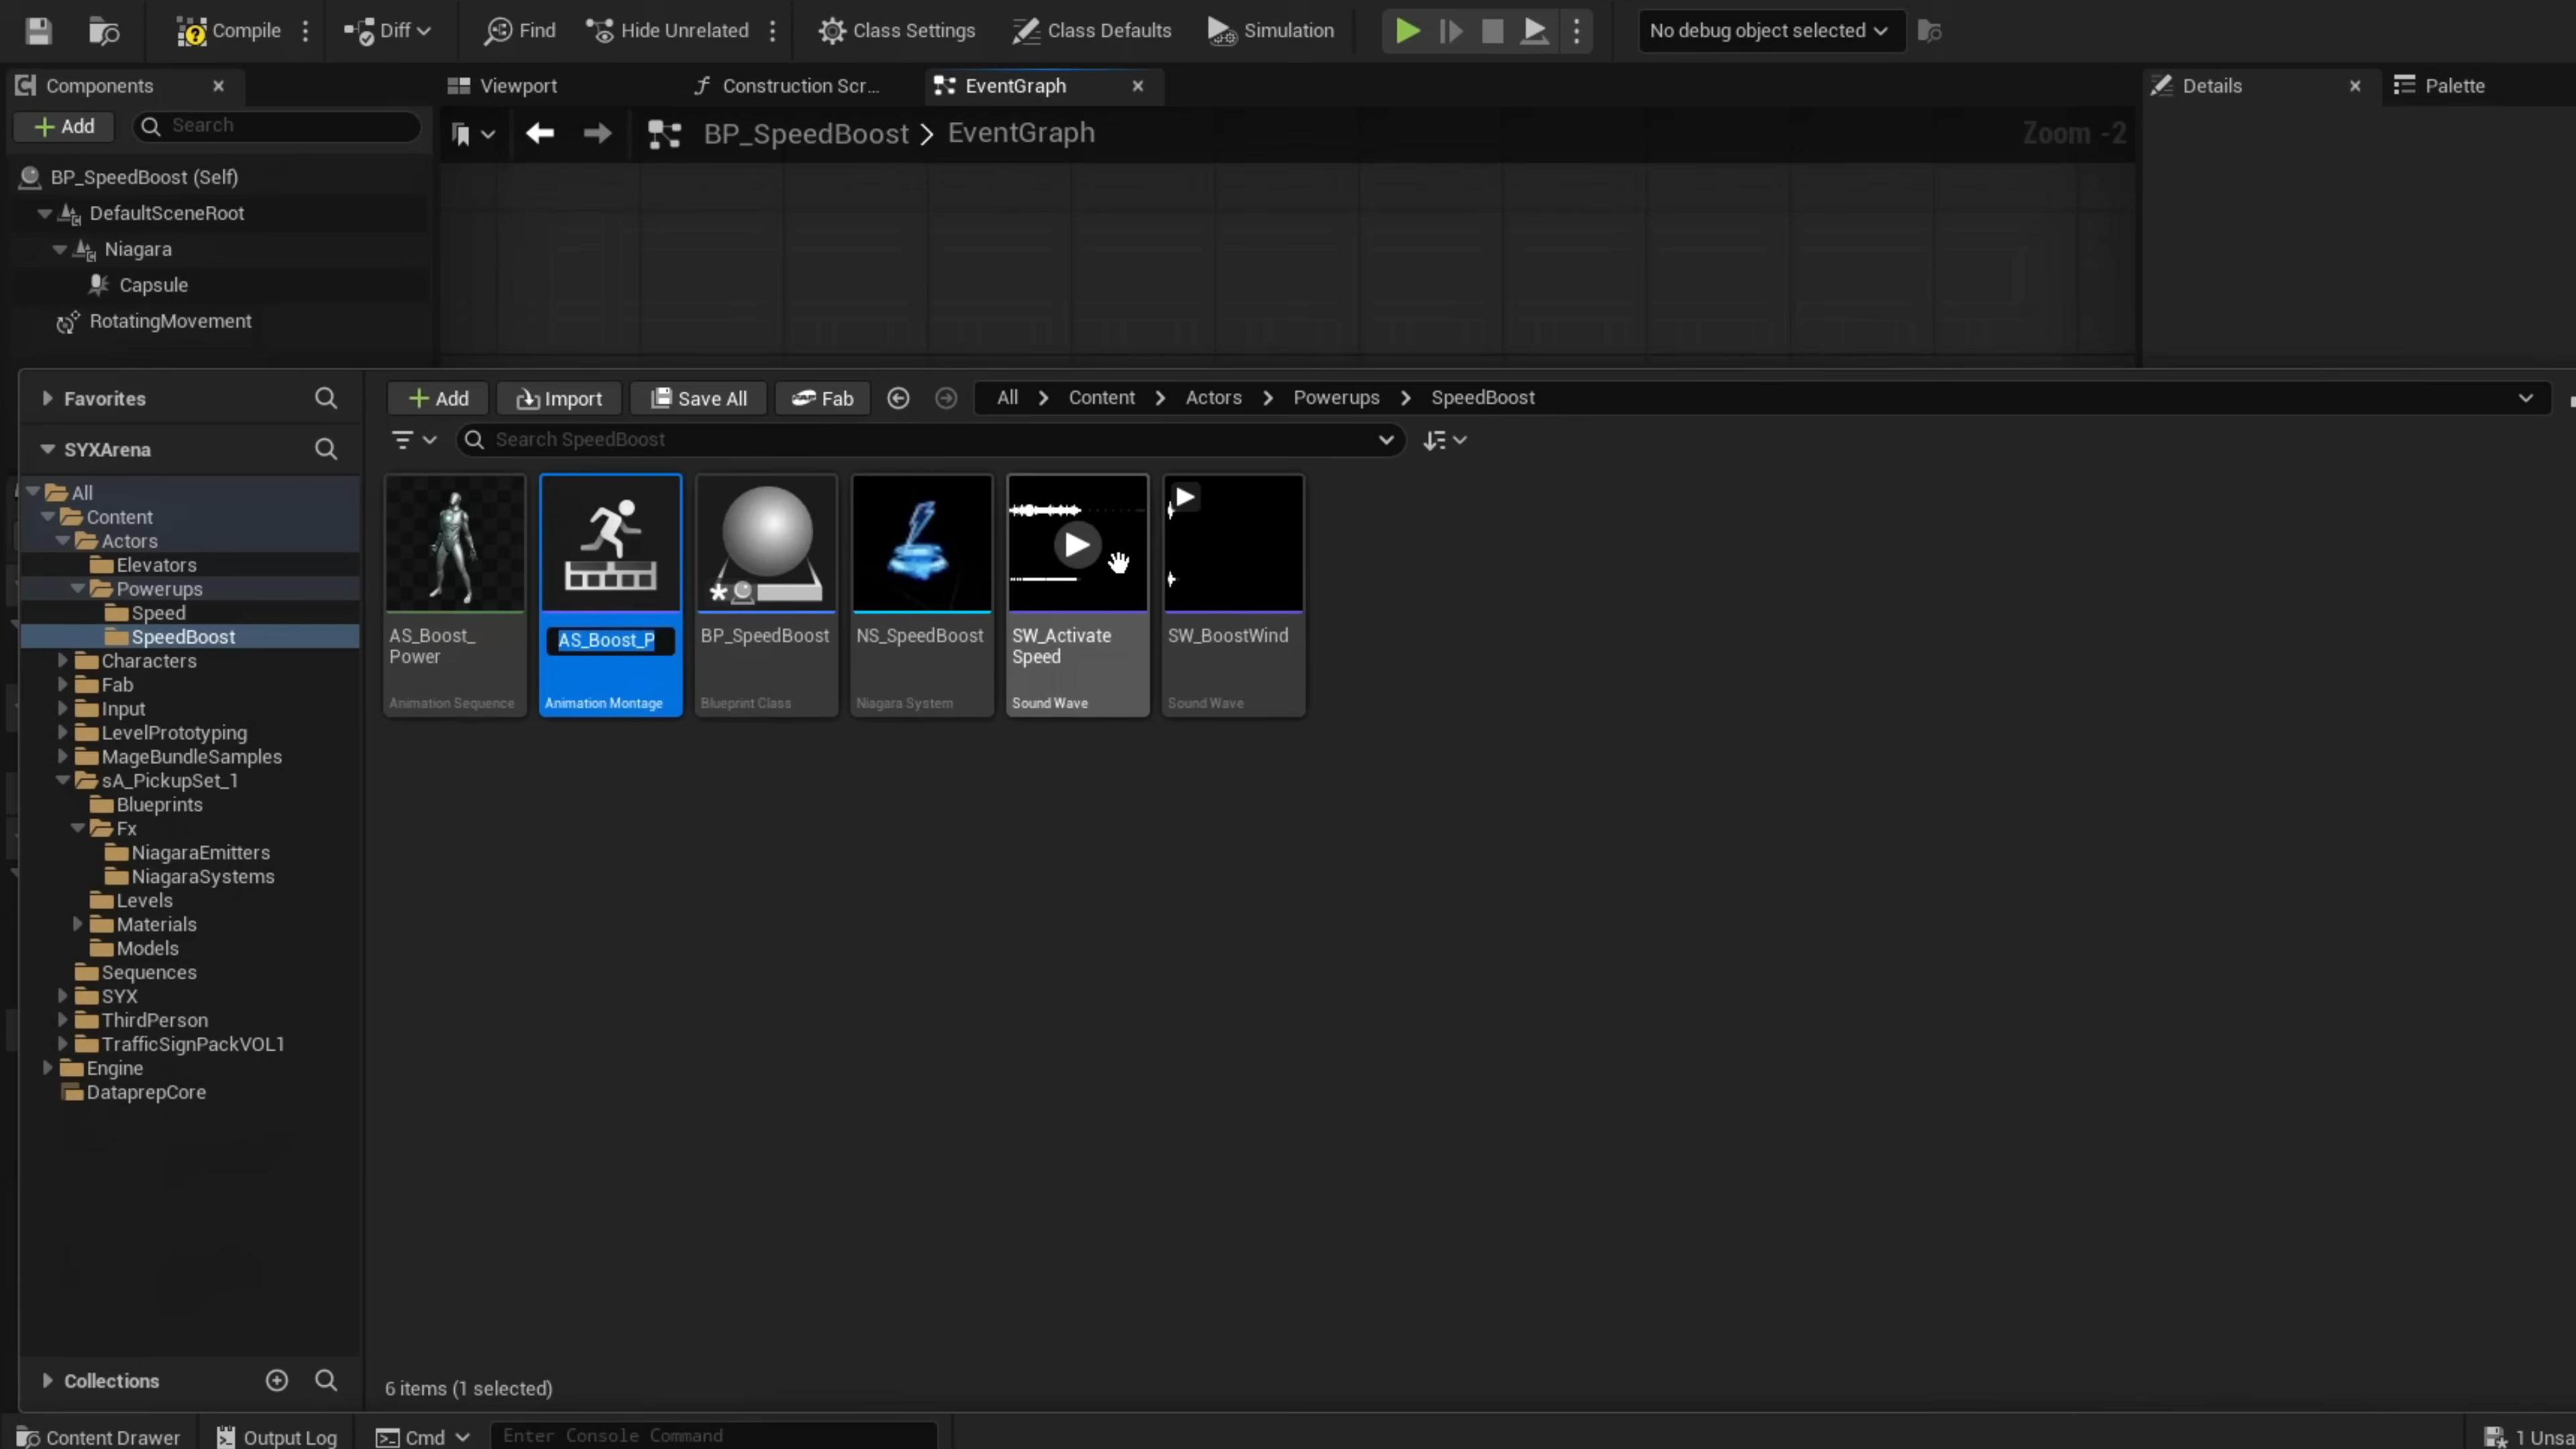 Compile
Diff
Find
Hide Unrelated
Class Settings
Class Defaults
Simulation
No debug object selected
Components
Viewport
Construction Scr...
EventGraph
Details
Palette
Add
Search
BP_SpeedBoost > EventGraph
Zoom -2
BP_SpeedBoost (Self)
DefaultSceneRoot
Niagara
Capsule
RotatingMovement
Favorites
Add
Import
Save All
Fab
All > Content > Actors > Powerups > SpeedBoost
SYXArena
Search SpeedBoost
All
Content
Actors
Elevators
Powerups
Speed
SpeedBoost
Characters
Fab
Input
LevelPrototyping
MageBundleSamples
sA_PickupSet_1
Blueprints
Fx
NiagaraEmitters
NiagaraSystems
Levels
Materials
Models
Sequences
SYX
ThirdPerson
TrafficSignPackVOL1
Engine
DataprepCore
AS_Boost_
Power
Animation Sequence
AS_Boost_P
Animation Montage
BP_SpeedBoost
Blueprint Class
NS_SpeedBoost
Niagara System
SW_Activate
Speed
Sound Wave
SW_BoostWind
Sound Wave
Collections
6 items (1 selected)
Content Drawer
Output Log
Cmd
Enter Console Command
1 Unsa